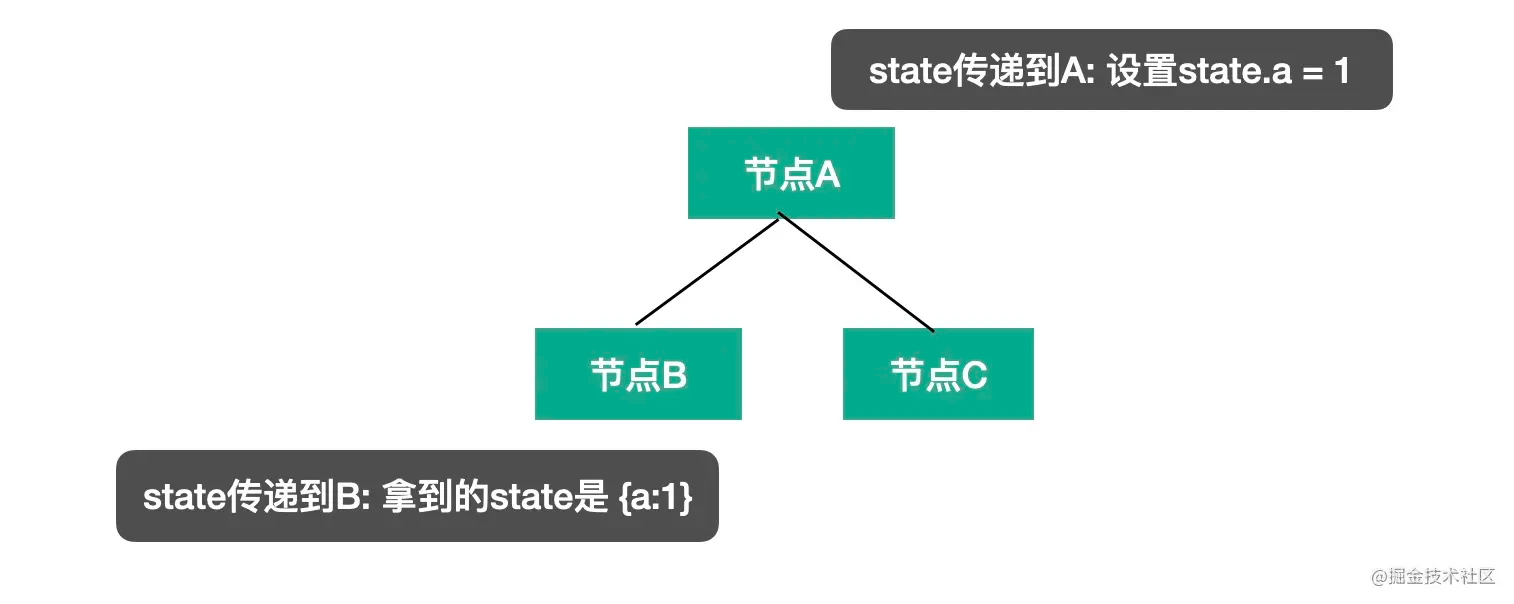 state传递到A: 设置state.a = 1
节点A
节点B
节点C
state传递到B: 拿到的state是 {a:1}
@掘金技术社区